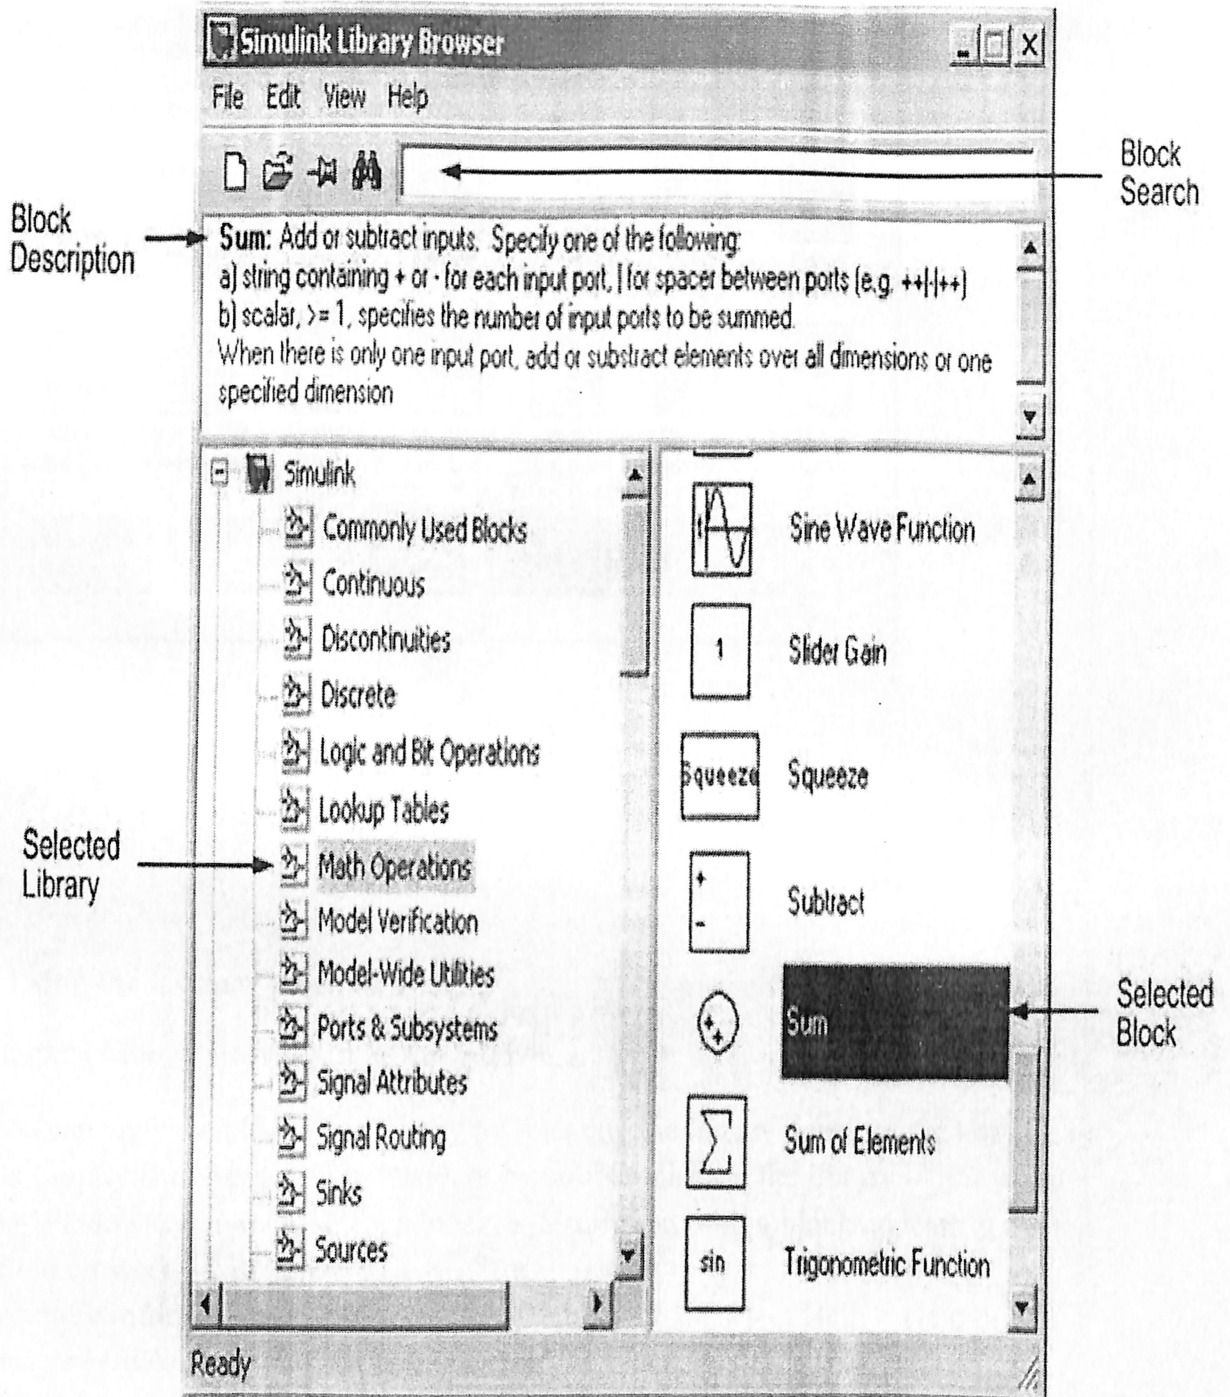 Simulink Library Browser
File Edit View Help
Block
Search
Block
Description
Sum: Add or subtract inputs. Specify one of the following:
a) string containing + or - for each input port, | for spacer between ports (e.g. ++|-|++)
b) scalar, >= 1, specifies the number of input ports to be summed.
When there is only one input port, add or substract elements over all dimensions or one
specified dimension
Simulink
Commonly Used Blocks
Continuous
Discontinuities
Discrete
Logic and Bit Operations
Lookup Tables
Selected
Library
Math Operations
Model Verification
Model-Wide Utilities
Ports & Subsystems
Signal Attributes
Signal Routing
Sinks
Sources
t
Sine Wave Function
1
Slider Gain
Squeeze
Squeeze
+
-
Subtract
+
+
Sum
Selected
Block
Σ
Sum of Elements
sin
Trigonometric Function
Ready